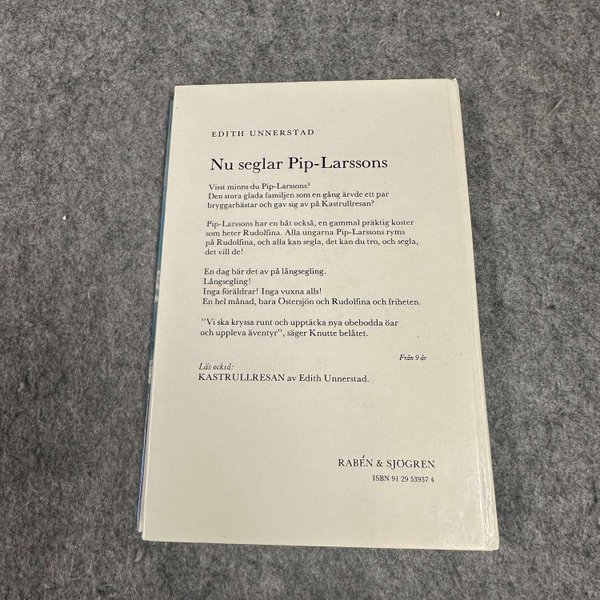 EDITH UNNERSTAD
Nu seglar Pip-Larssons
Visst minns du Pip-Larssons?
Den stora glada familjen som en gång ärvde ett par
bryggarhästar och gav sig av på Kastrullresan?
Pip-Larssons har en båt också, en gammal präktig koster
som heter Rudolfina. Alla ungarna Pip-Larssons ryms
på Rudolfina, och alla kan segla, det kan du tro, och segla,
det vill de!
En dag bär det av på långsegling.
Långsegling!
Inga föräldrar! Inga vuxna alls!
En hel månad, bara Östersjön och Rudolfina och friheten.
”Vi ska kryssa runt och upptäcka nya obebodda öar
och uppleva äventyr”, säger Knutte belåtet.
Från 9 år
Läs också:
KASTRULLRESAN av Edith Unnerstad.
RABÉN & SJÖGREN
ISBN 91 29 53937 4